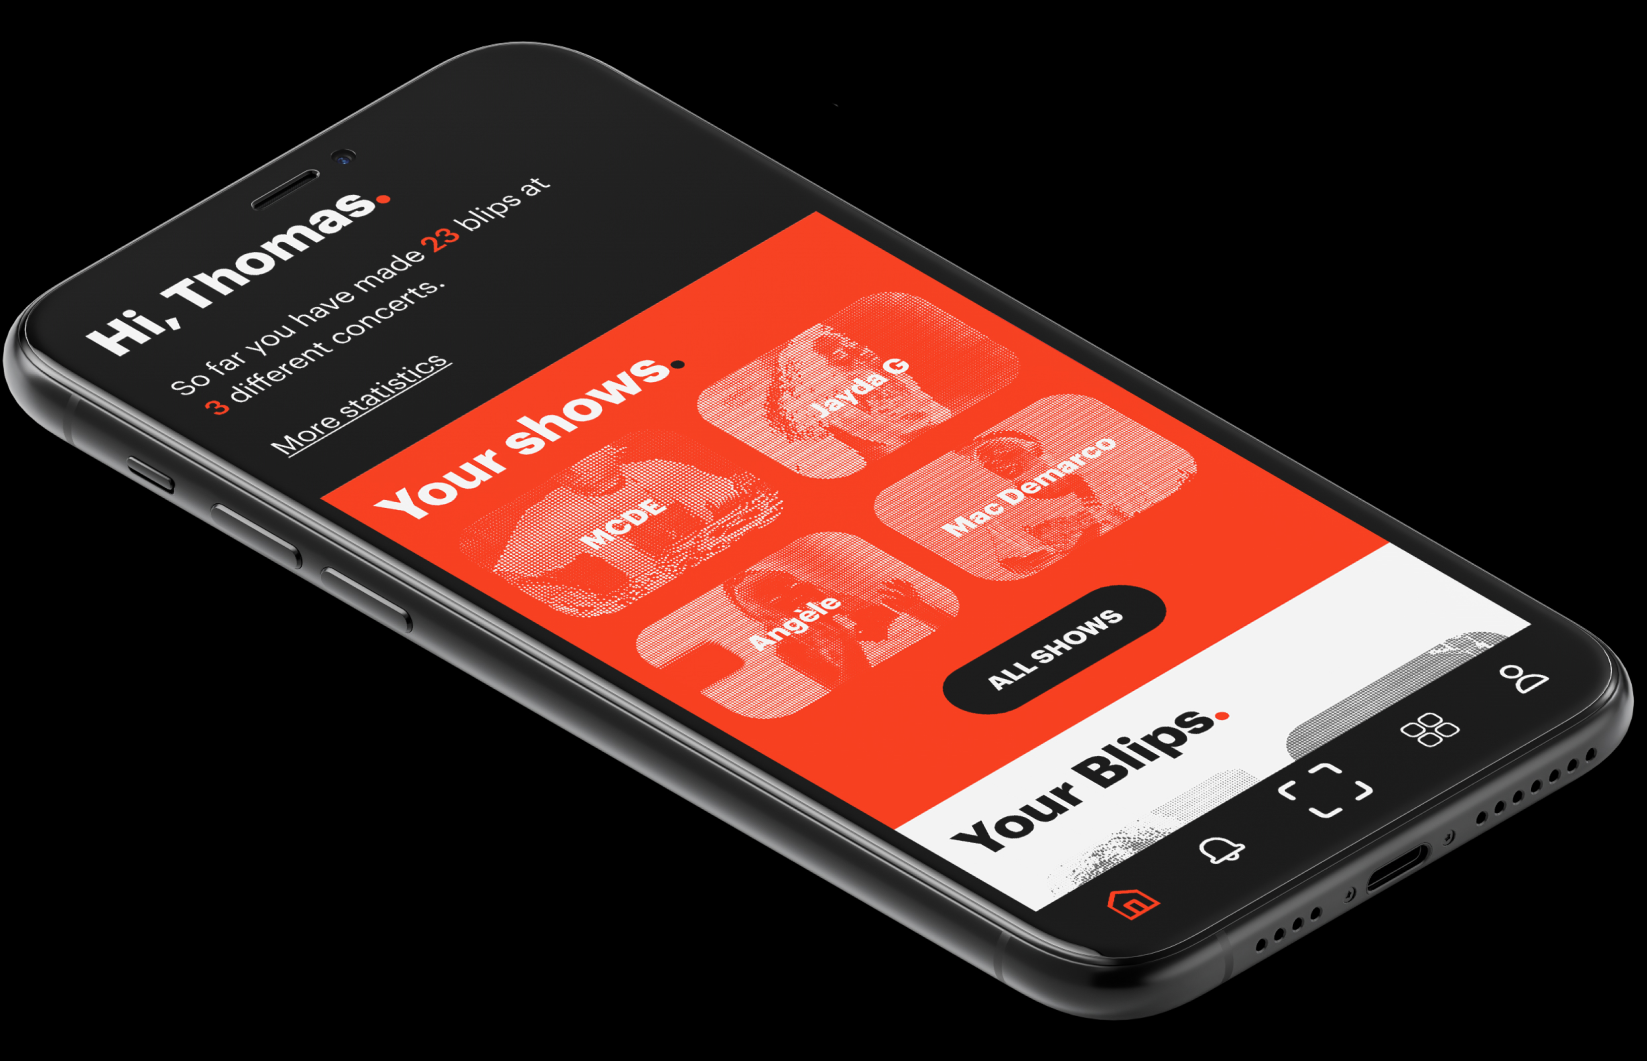 Hi, Thomas.
So far you have made 23 blips at
3 different concerts.
More statistics
Your shows.
MCDE
Jayda G
Angèle
Mac Demarco
ALL SHOWS
Your Blips.